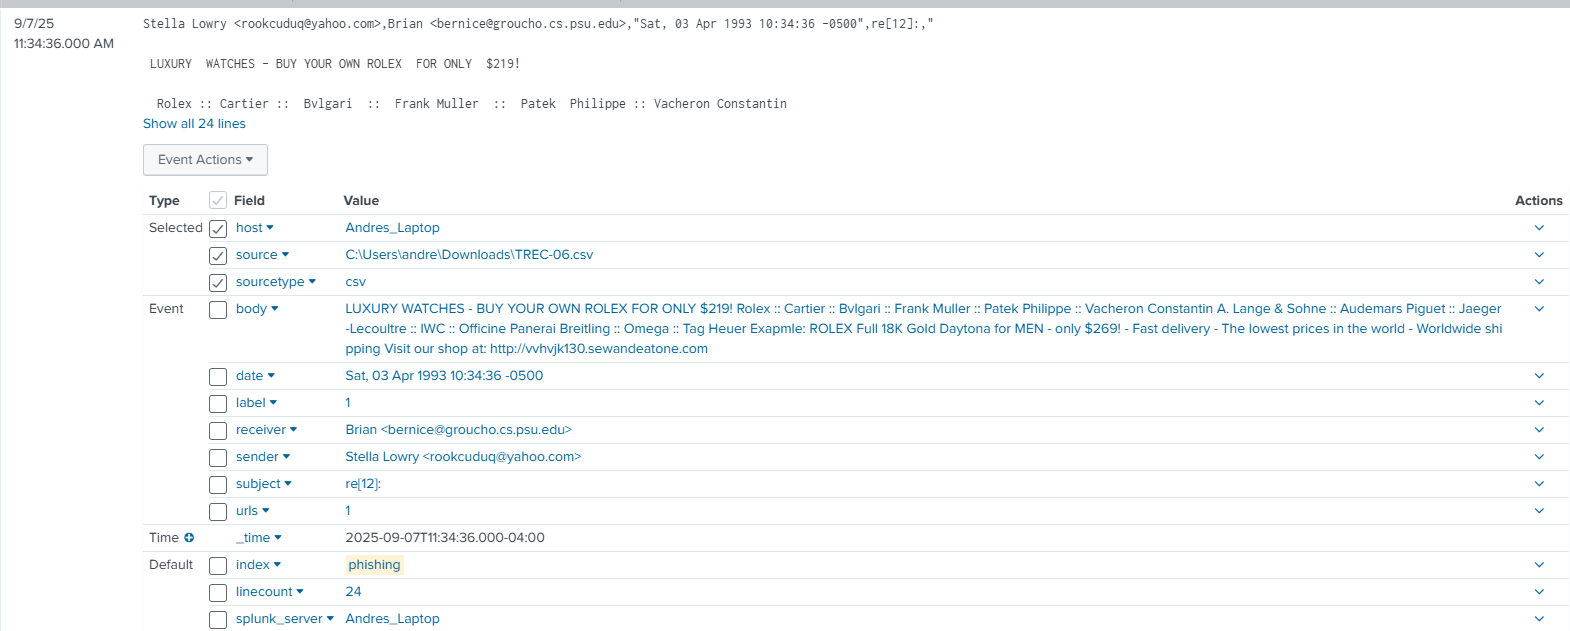 9/7/25
11:34:36.000 AM
Stella Lowry <rookcuduq@yahoo.com>,Brian <bernice@groucho.cs.psu.edu>,"Sat, 03 Apr 1993 10:34:36 -0500",re[12]:,"
LUXURY  WATCHES - BUY YOUR OWN ROLEX  FOR ONLY  $219!
Rolex :: Cartier ::  Bvlgari  ::  Frank Muller  ::  Patek  Philippe :: Vacheron Constantin
Show all 24 lines
Event Actions
Type Field Value Actions
Selected host Andres_Laptop
source C:\Users\andre\Downloads\TREC-06.csv
sourcetype csv
Event body LUXURY WATCHES - BUY YOUR OWN ROLEX FOR ONLY $219! Rolex :: Cartier :: Bvlgari :: Frank Muller :: Patek Philippe :: Vacheron Constantin A. Lange & Sohne :: Audemars Piguet :: Jaeger
-Lecoultre :: IWC :: Officine Panerai Breitling :: Omega :: Tag Heuer Exapmle: ROLEX Full 18K Gold Daytona for MEN - only $269! - Fast delivery - The lowest prices in the world - Worldwide shi
pping Visit our shop at: http://vvhvjk130.sewandeatone.com
date Sat, 03 Apr 1993 10:34:36 -0500
label 1
receiver Brian <bernice@groucho.cs.psu.edu>
sender Stella Lowry <rookcuduq@yahoo.com>
subject re[12]:
urls 1
Time _time 2025-09-07T11:34:36.000-04:00
Default index phishing
linecount 24
splunk_server Andres_Laptop